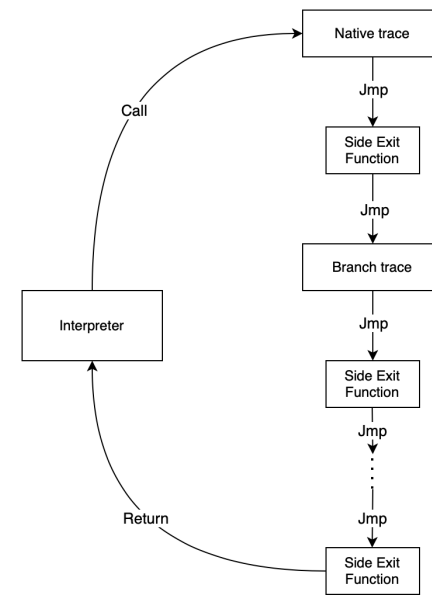 Native trace
Jmp
Call
Side Exit
Function
Jmp
Branch trace
Jmp
Interpreter
Side Exit
Function
Jmp
Jmp
Return
Side Exit
Function